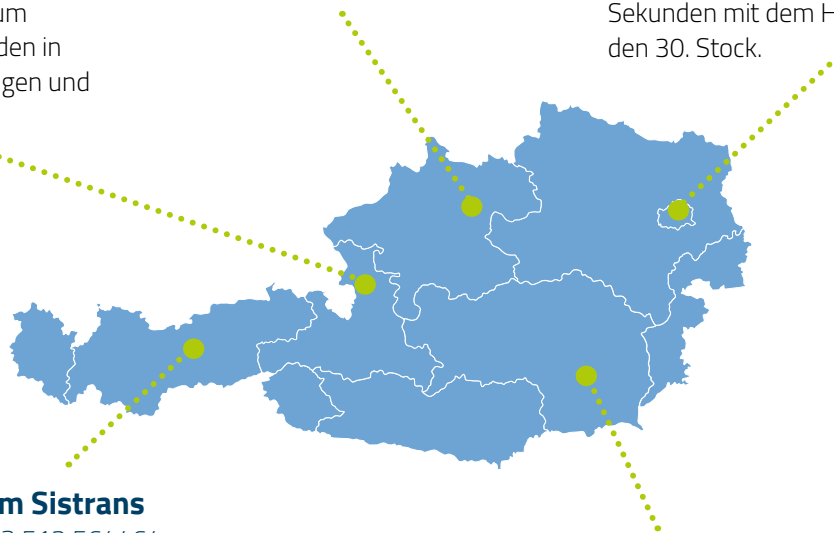 um
den in
gen und
Sekunden mit dem H
den 30. Stock.
m Sistrans